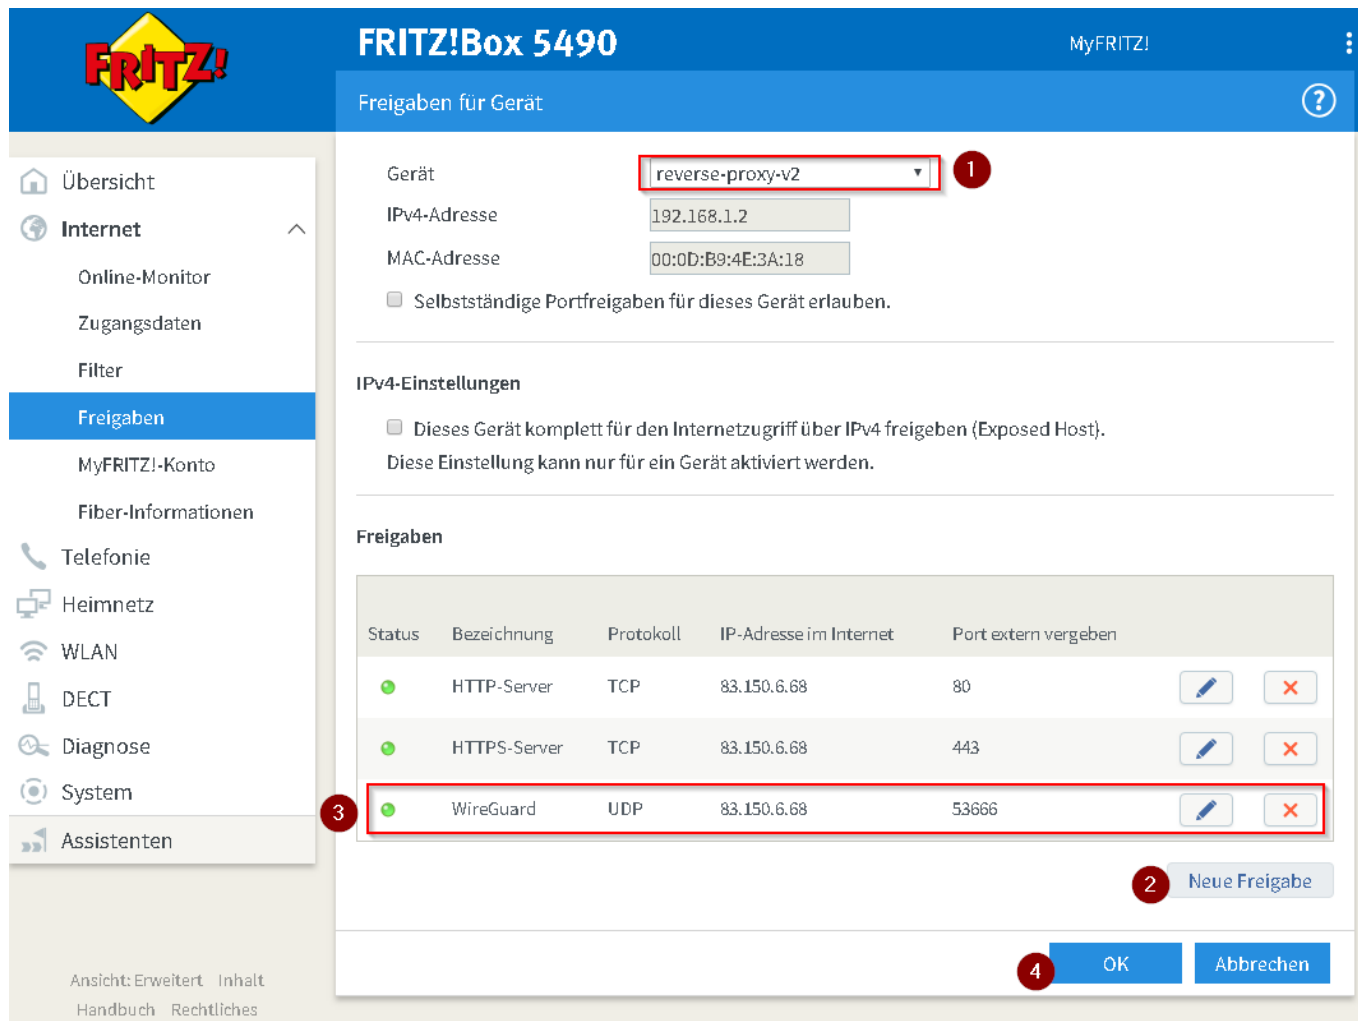 FRITZ!
FRITZ!Box 5490
MyFRITZ!
Freigaben für Gerät
?
Übersicht
Internet
Online-Monitor
Zugangsdaten
Filter
Freigaben
MyFRITZ!-Konto
Fiber-Informationen
Telefonie
Heimnetz
WLAN
DECT
Diagnose
System
Assistenten
Ansicht: Erweitert Inhalt
Handbuch Rechtliches
Gerät reverse-proxy-v2 1
IPv4-Adresse 192.168.1.2
MAC-Adresse 00:0D:B9:4E:3A:18
Selbstständige Portfreigaben für dieses Gerät erlauben.
IPv4-Einstellungen
Dieses Gerät komplett für den Internetzugriff über IPv4 freigeben (Exposed Host).
Diese Einstellung kann nur für ein Gerät aktiviert werden.
Freigaben
Status Bezeichnung Protokoll IP-Adresse im Internet Port extern vergeben
HTTP-Server TCP 83.150.6.68 80
HTTPS-Server TCP 83.150.6.68 443
3 WireGuard UDP 83.150.6.68 53666
2 Neue Freigabe
4 OK Abbrechen